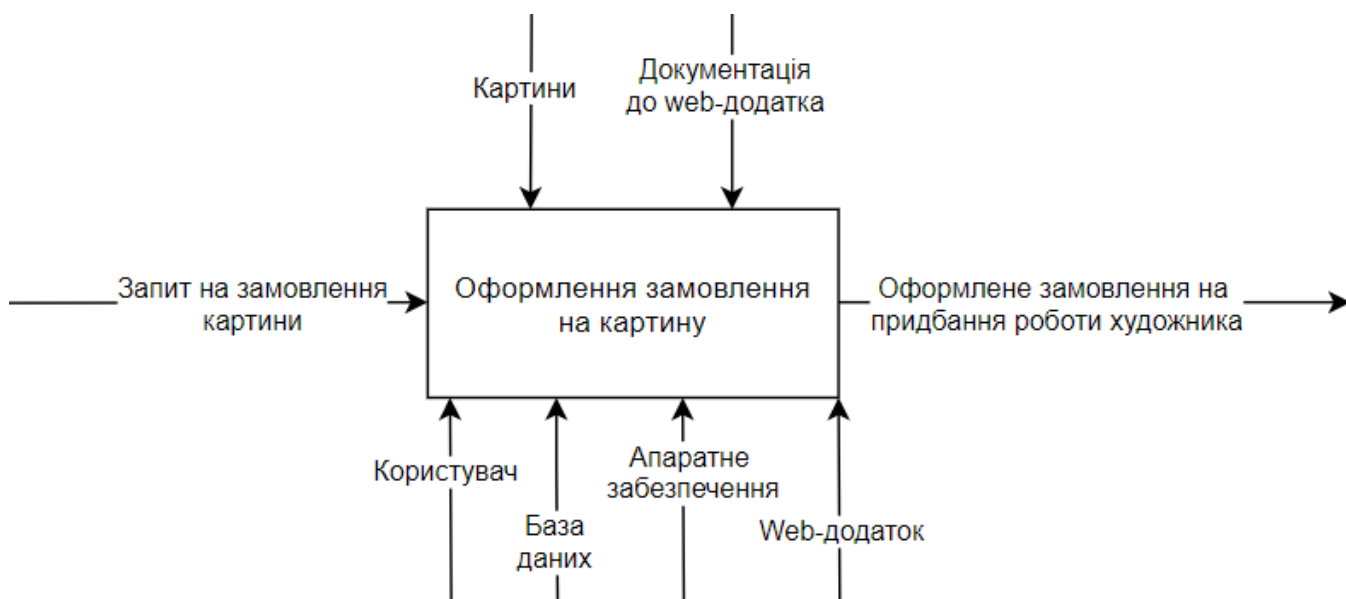 Картини
Документація
до web-додатка
Запит на замовлення
картини
Оформлення замовлення
на картину
Оформлене замовлення на
придбання роботи художника
Користувач
База
даних
Апаратне
забезпечення
Web-додаток